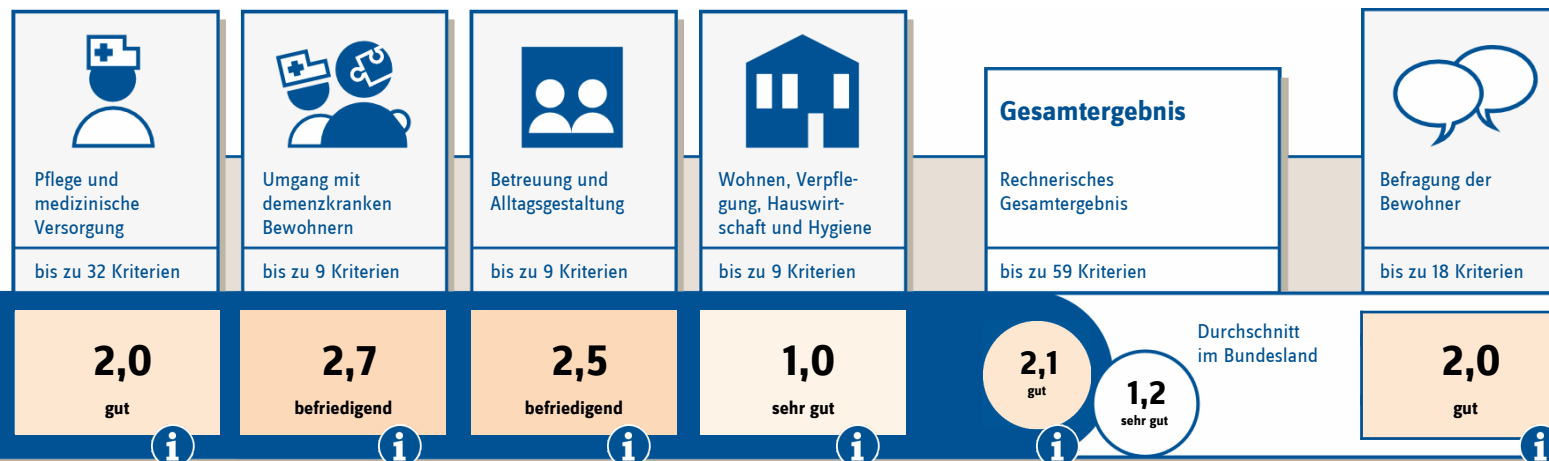 Pflege und
medizinische
Versorgung
bis zu 32 Kriterien
2,0
gut
i
Umgang mit
demenzkranken
Bewohnern
bis zu 9 Kriterien
2,7
befriedigend
i
Betreuung und
Alltagsgestaltung
bis zu 9 Kriterien
2,5
befriedigend
i
Wohnen, Verpfle-
gung, Hauswirt-
schaft und Hygiene
bis zu 9 Kriterien
1,0
sehr gut
i
Gesamtergebnis
Rechnerisches
Gesamtergebnis
bis zu 59 Kriterien
2,1
gut
i
1,2
sehr gut
Durchschnitt
im Bundesland
Befragung der
Bewohner
bis zu 18 Kriterien
2,0
gut
i